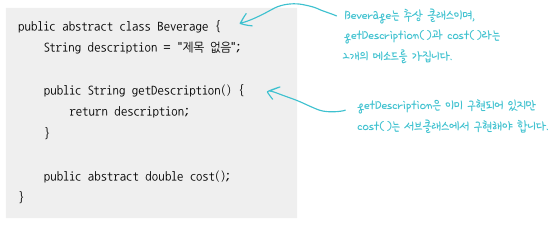 public abstract class Beverage {
String description = "제목 없음";
public String getDescription() {
return description;
}
public abstract double cost();
}
Beverage는 추상 클래스이며,
getDescription()과 cost()라는
2개의 메소드를 가집니다.
getDescription은 이미 구현되어 있지만
cost()는 서브클래스에서 구현해야 합니다.